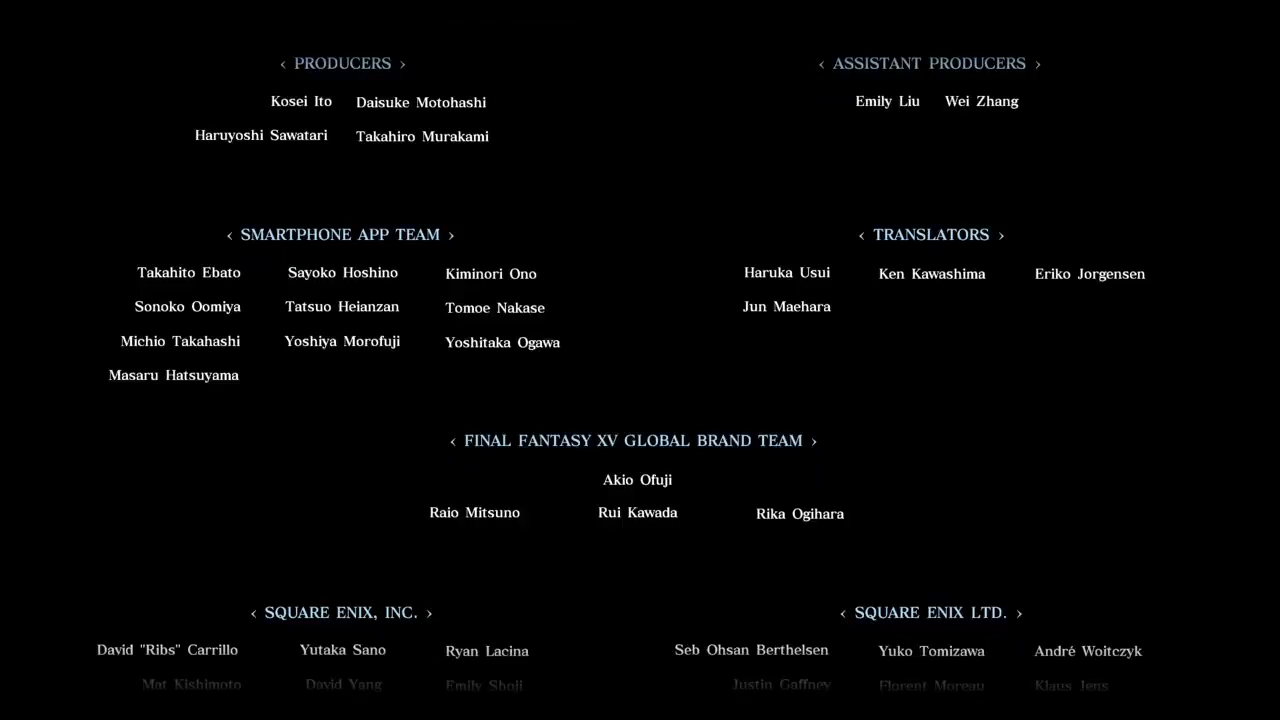 ‹ PRODUCERS ›
Kosei Ito Daisuke Motohashi
Haruyoshi Sawatari Takahiro Murakami
‹ ASSISTANT PRODUCERS ›
Emily Liu Wei Zhang
‹ SMARTPHONE APP TEAM ›
Takahito Ebato Sayoko Hoshino Kiminori Ono
Sonoko Oomiya Tatsuo Heianzan Tomoe Nakase
Michio Takahashi Yoshiya Morofuji Yoshitaka Ogawa
Masaru Hatsuyama
‹ TRANSLATORS ›
Haruka Usui Ken Kawashima Eriko Jorgensen
Jun Maehara
‹ FINAL FANTASY XV GLOBAL BRAND TEAM ›
Akio Ofuji
Raio Mitsuno Rui Kawada Rika Ogihara
‹ SQUARE ENIX, INC. ›
David "Ribs" Carrillo Yutaka Sano Ryan Lacina
Mat Kishimoto David Yang Emily Shoji
‹ SQUARE ENIX LTD. ›
Seb Ohsan Berthelsen Yuko Tomizawa André Woitczyk
Justin Gaffney Florent Moreau Klaus Jens